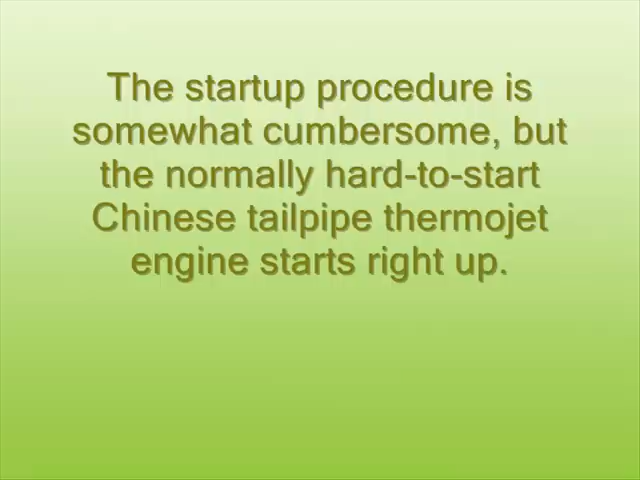 The startup procedure is
somewhat cumbersome, but
the normally hard-to-start
Chinese tailpipe thermojet
engine starts right up.